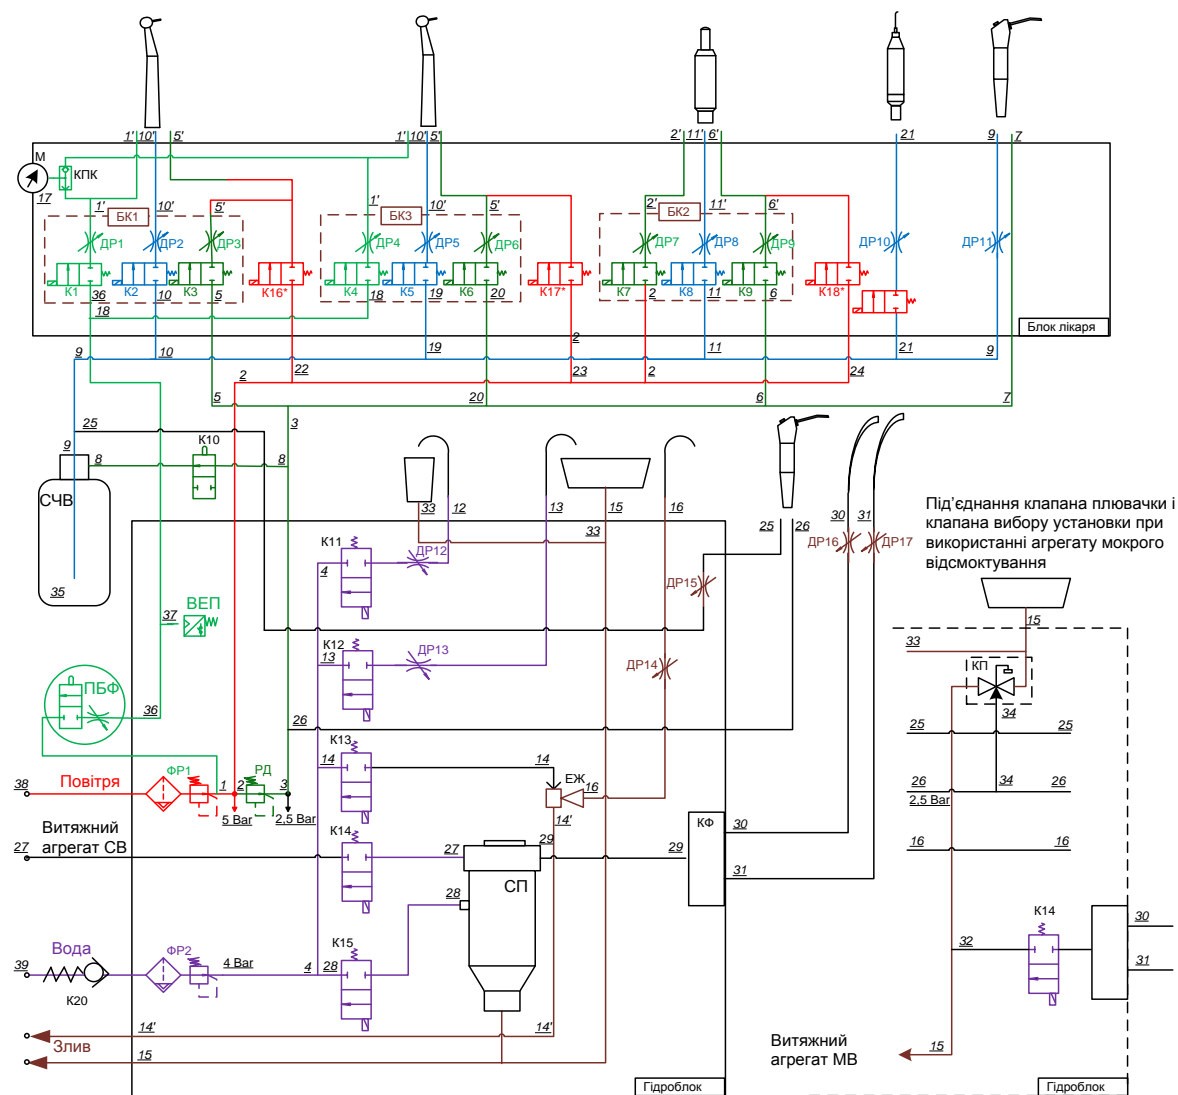 1' 10' 5' 1' 10' 5' 2' 11' 6' 21 9 7
М
КПК
17
1' 10' 5' 1' 10' 5' 2' 11' 6'
БК1 БК3 БК2
ДР1 ДР2 ДР3 ДР4 ДР5 ДР6 ДР7 ДР8 ДР9 ДР10 ДР11
К1 К2 К3 К16* К4 К5 К6 К17* К7 К8 К9 К18*
36 10 5 18 19 20 2 11 6
18
Блок лікаря
2
9 10 19 11 21 9
22 23 24
2 2
5 20 6 7
3
25
К10
9
8 8
СЧВ
35
33 12 13 15 16
33
25 26
30 31
Під’єднання клапана плювачки і
клапана вибору установки при
використанні агрегату мокрого
відсмоктування
К11
4
ДР12
ДР16 ДР17
ДР15
ВЕП
37
К12
13
ДР13
ДР14
15
33
КП
34
ПБФ
36
26
25 25
К13
14 14
ЕЖ
16
14'
38
Повітря
ФР1
1 2
РД
3
5 Bar 2,5 Bar
34
26 26
2,5 Bar
Витяжний
агрегат СВ
27
К14
27 29 29
КФ
30
31
16 16
СП
28
Вода
39
К20
ФР2
4 Bar
4 28
К15
К14
32
30
31
14' 14'
Злив
15
Витяжний
агрегат МВ
15
Гідроблок
Гідроблок